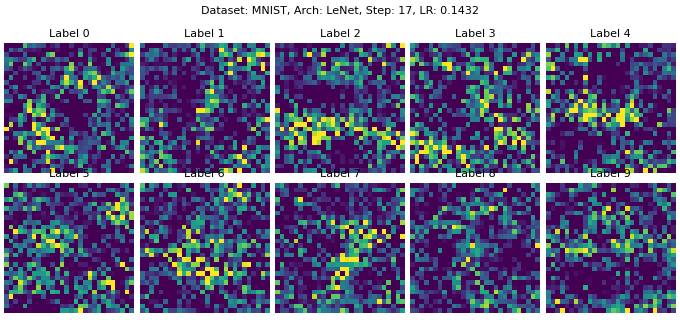 Dataset: MNIST, Arch: LeNet, Step: 17, LR: 0.1432
Label 0 Label 1 Label 2 Label 3 Label 4
Label 5 Label 6 Label 7 Label 8 Label 9